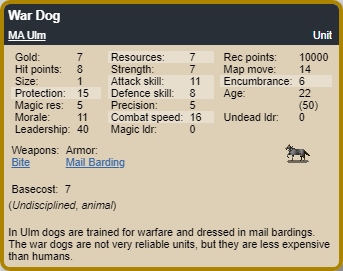 War Dog
MA Ulm Unit
Gold: 7 Resources: 7 Rec points: 10000
Hit points: 8 Strength: 7 Map move: 14
Size: 1 Attack skill: 11 Encumbrance: 6
Protection: 15 Defence skill: 8 Age: 22
Magic res: 5 Precision: 5 (50)
Morale: 11 Combat speed: 16 Undead ldr: 0
Leadership: 40 Magic ldr: 0
Weapons: Armor:
Bite Mail Barding
Basecost: 7
(Undisciplined, animal)
In Ulm dogs are trained for warfare and dressed in mail bardings.
The war dogs are not very reliable units, but they are less expensive
than humans.